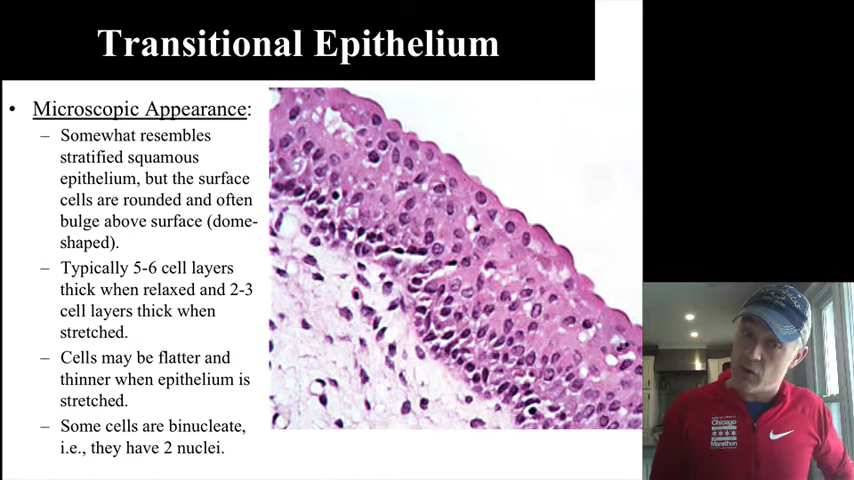 Transitional Epithelium
• Microscopic Appearance:
– Somewhat resembles
stratified squamous
epithelium, but the surface
cells are rounded and often
bulge above surface (dome-
shaped).
– Typically 5-6 cell layers
thick when relaxed and 2-3
cell layers thick when
stretched.
– Cells may be flatter and
thinner when epithelium is
stretched.
– Some cells are binucleate,
i.e., they have 2 nuclei.
Chicago
Marathon